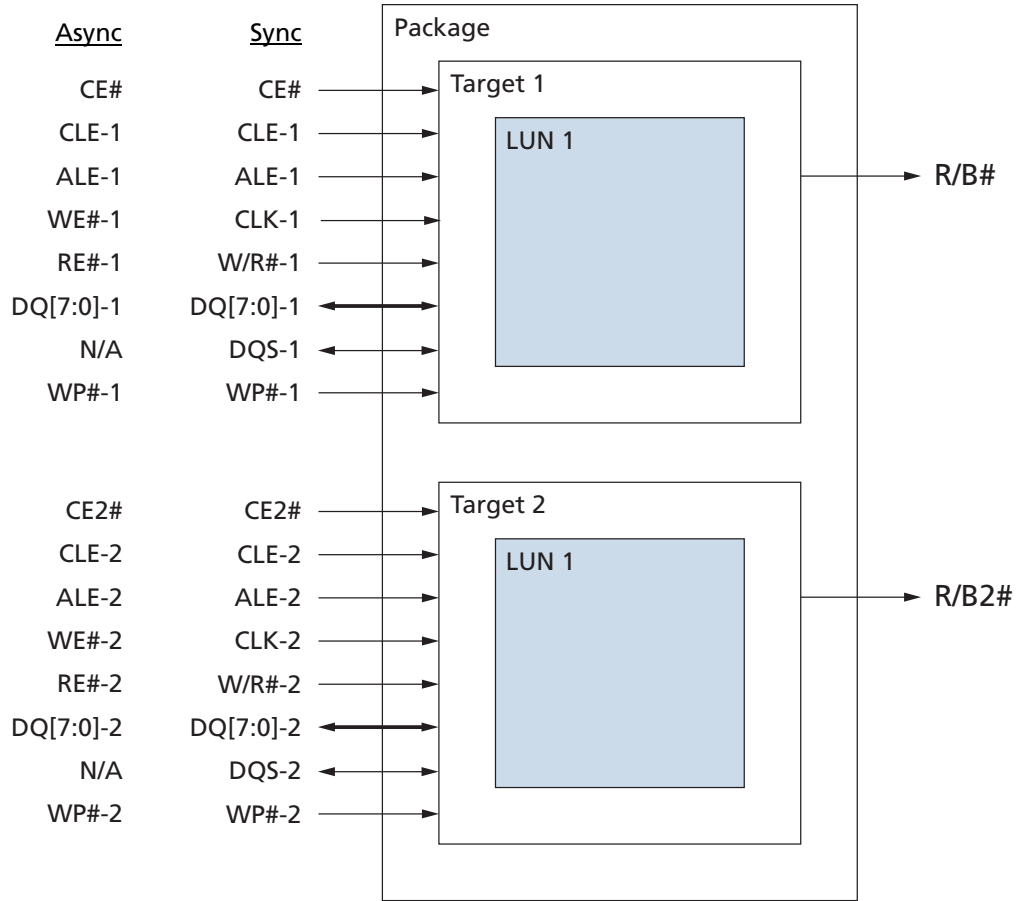 Async Sync Package
Target 1
CE# CE#
CLE-1 CLE-1 LUN 1
ALE-1 ALE-1 R/B#
WE#-1 CLK-1
RE#-1 W/R#-1
DQ[7:0]-1 DQ[7:0]-1
N/A DQS-1
WP#-1 WP#-1
Target 2
CE2# CE2#
CLE-2 CLE-2 LUN 1
ALE-2 ALE-2 R/B2#
WE#-2 CLK-2
RE#-2 W/R#-2
DQ[7:0]-2 DQ[7:0]-2
N/A DQS-2
WP#-2 WP#-2